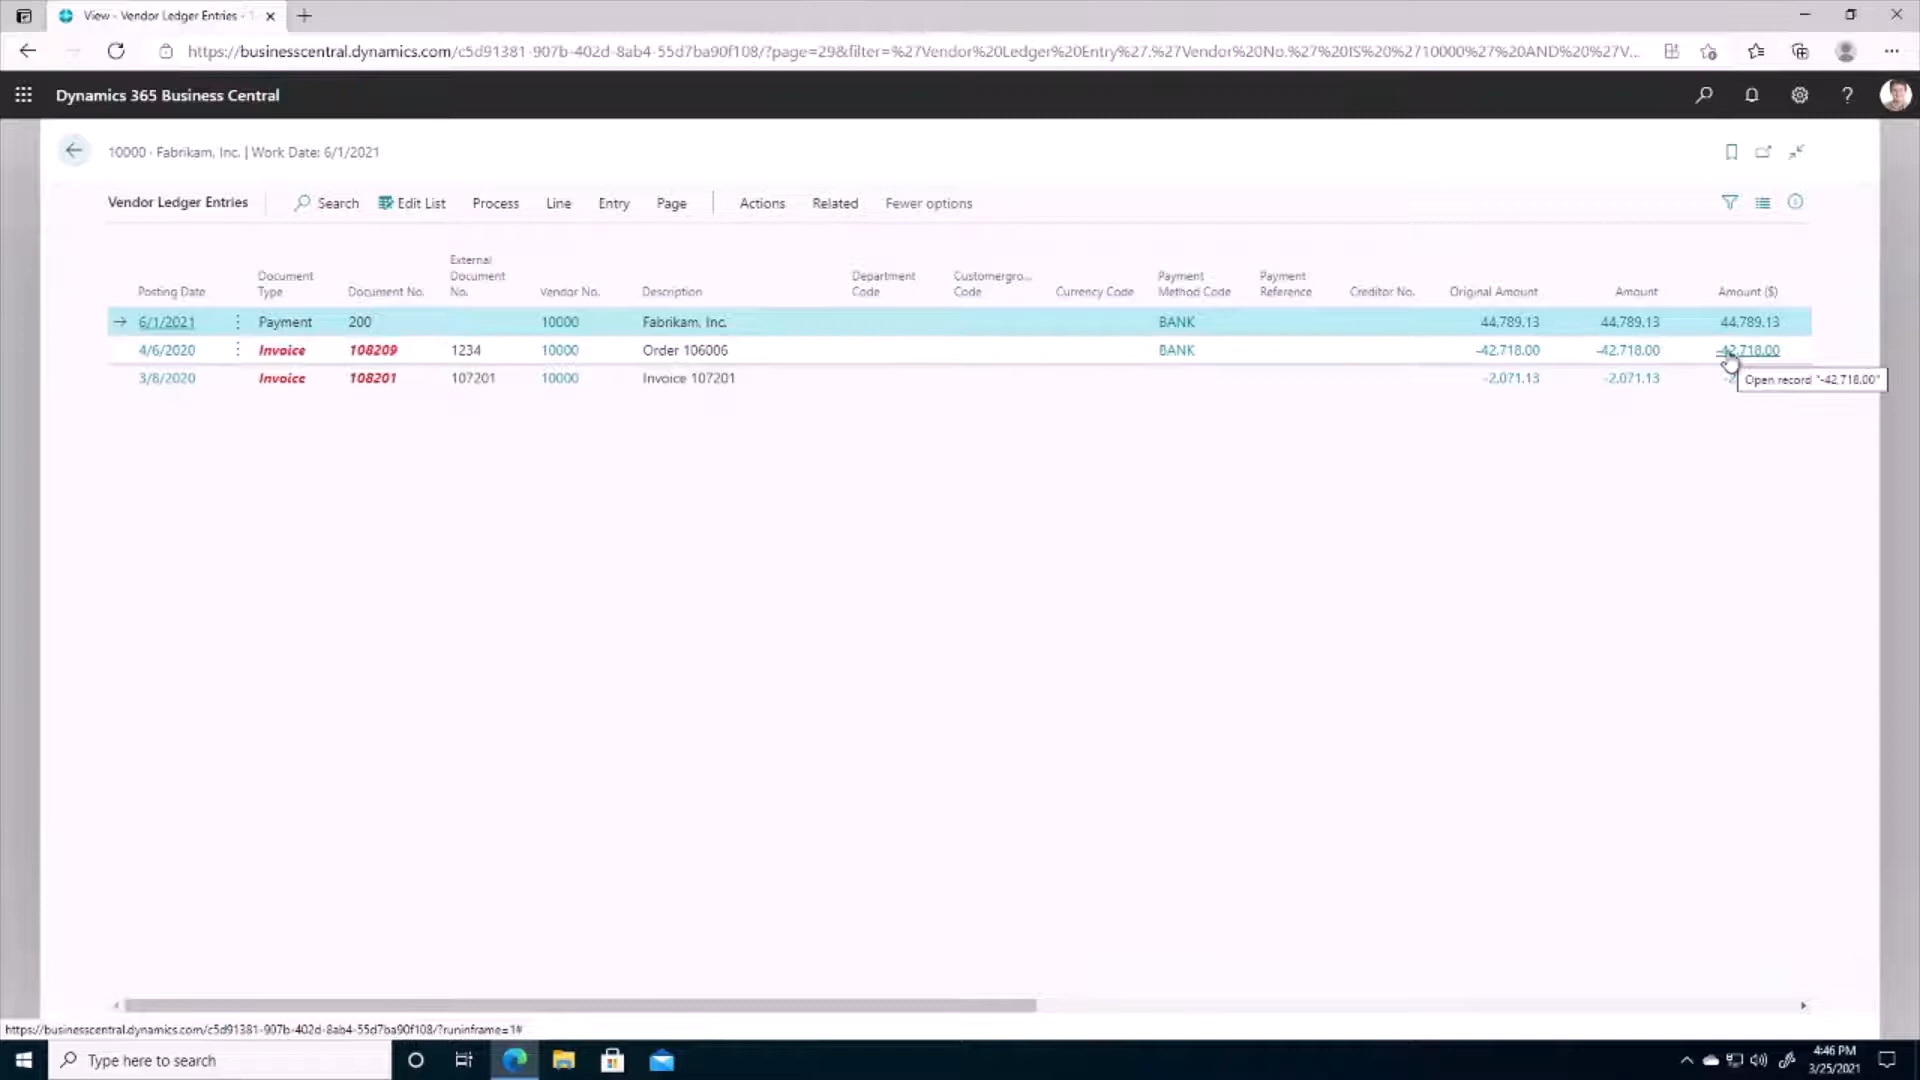 View - Vendor Ledger Entries -
https://businesscentral.dynamics.com/c5d91381-907b-402d-8ab4-55d7ba90f108/?page=29&filter=%27Vendor%20Ledger%20Entry%27.%27Vendor%20No.%27%20IS%20%2710000%27%20AND%20%27V...
Dynamics 365 Business Central
10000 · Fabrikam, Inc. | Work Date: 6/1/2021
Vendor Ledger Entries Search Edit List Process Line Entry Page Actions Related Fewer options
Posting Date Document Type Document No. External Document No. Vendor No. Description Department Code Customergro... Code Currency Code Payment Method Code Payment Reference Creditor No. Original Amount Amount Amount ($)
6/1/2021 Payment 200 10000 Fabrikam, Inc. BANK 44,789.13 44,789.13 44,789.13
4/6/2020 Invoice 108209 1234 10000 Order 106006 BANK -42,718.00 -42,718.00 -42,718.00
3/8/2020 Invoice 108201 107201 10000 Invoice 107201 -2,071.13 -2,071.13
Open record "-42,718.00"
https://businesscentral.dynamics.com/c5d91381-907b-402d-8ab4-55d7ba90f108/?runinframe=1#
Type here to search
4:46 PM
3/25/2021